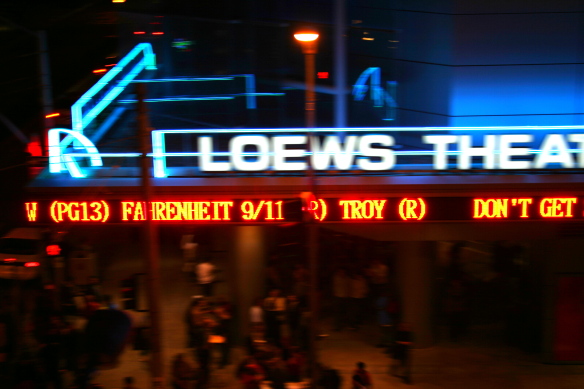 LOEWS THEAT
W (PG13) FAHRENHEIT 9/11 R) TROY (R) DON'T GET